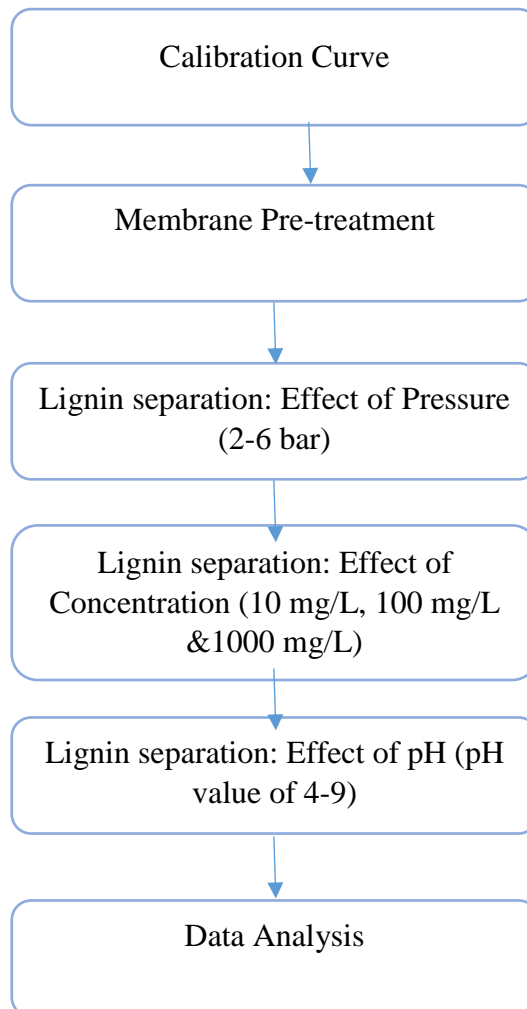 Calibration Curve
Membrane Pre-treatment
Lignin separation: Effect of Pressure
(2-6 bar)
Lignin separation: Effect of
Concentration (10 mg/L, 100 mg/L
&1000 mg/L)
Lignin separation: Effect of pH (pH
value of 4-9)
Data Analysis